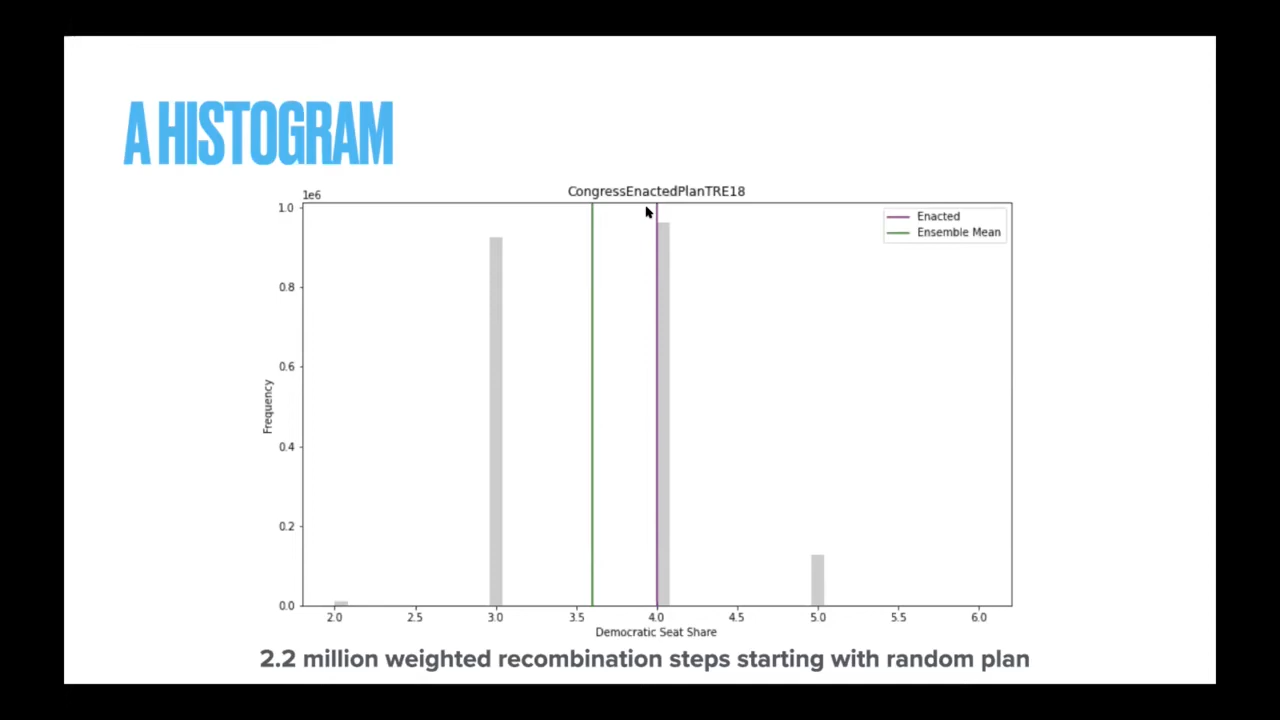 A HISTOGRAM
CongressEnactedPlanTRE18
1e6
1.0
0.8
0.6
0.4
0.2
0.0
Frequency
Enacted
Ensemble Mean
2.0 2.5 3.0 3.5 4.0 4.5 5.0 5.5 6.0
Democratic Seat Share
2.2 million weighted recombination steps starting with random plan